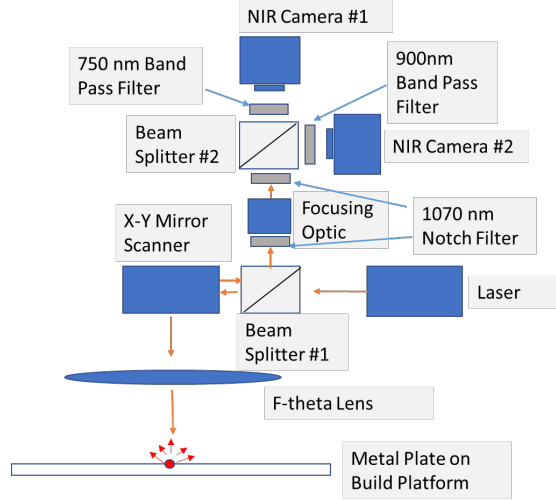 NIR Camera #1
750 nm Band
Pass Filter
900nm
Band Pass
Filter
Beam
Splitter #2
NIR Camera #2
X-Y Mirror
Scanner
Focusing
Optic
1070 nm
Notch Filter
Laser
Beam
Splitter #1
F-theta Lens
Metal Plate on
Build Platform